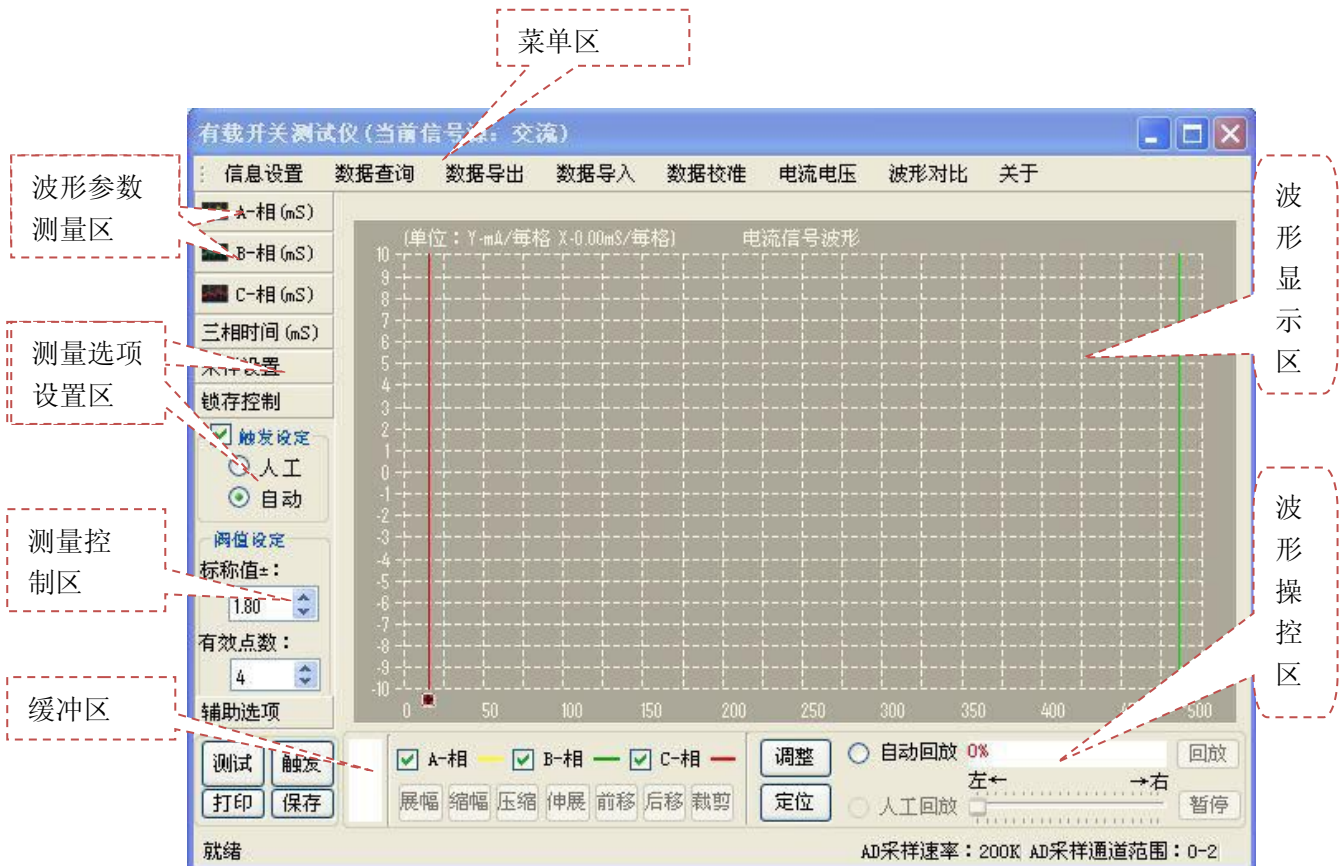 菜单区
有载开关测试仪(当前信号源：交流)
信息设置 数据查询 数据导出 数据导入 数据校准 电流电压 波形对比 关于
波形参数
测量区
A-相(mS)
B-相(mS)
C-相(mS)
三相时间(mS)
测量选项
设置区
采样设置
锁存控制
触发设定
人工
自动
测量控
制区
阀值设定
标称值±：
1.80
有效点数：
4
缓冲区
辅助选项
(单位：Y-mA/每格 X-0.00mS/每格) 电流信号波形
10
9
8
7
6
5
4
3
2
1
0
-1
-2
-3
-4
-5
-6
-7
-8
-9
-10
0 50 100 150 200 250 300 350 400 500
波形显示区
波形操控区
测试 触发
打印 保存
A-相 B-相 C-相
展幅 缩幅 压缩 伸展 前移 后移 裁剪
调整
定位
自动回放 0% 回放
左← →右
人工回放 暂停
就绪 AD采样速率：200K AD采样通道范围：0-2